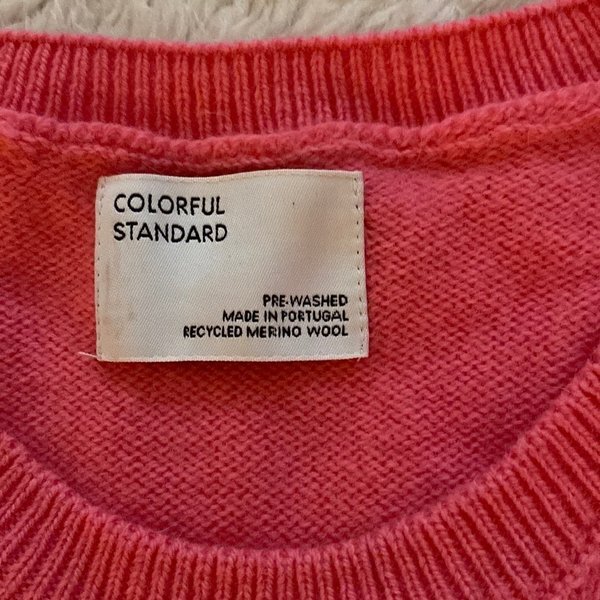 COLORFUL
STANDARD
PRE-WASHED
MADE IN PORTUGAL
RECYCLED MERINO WOOL